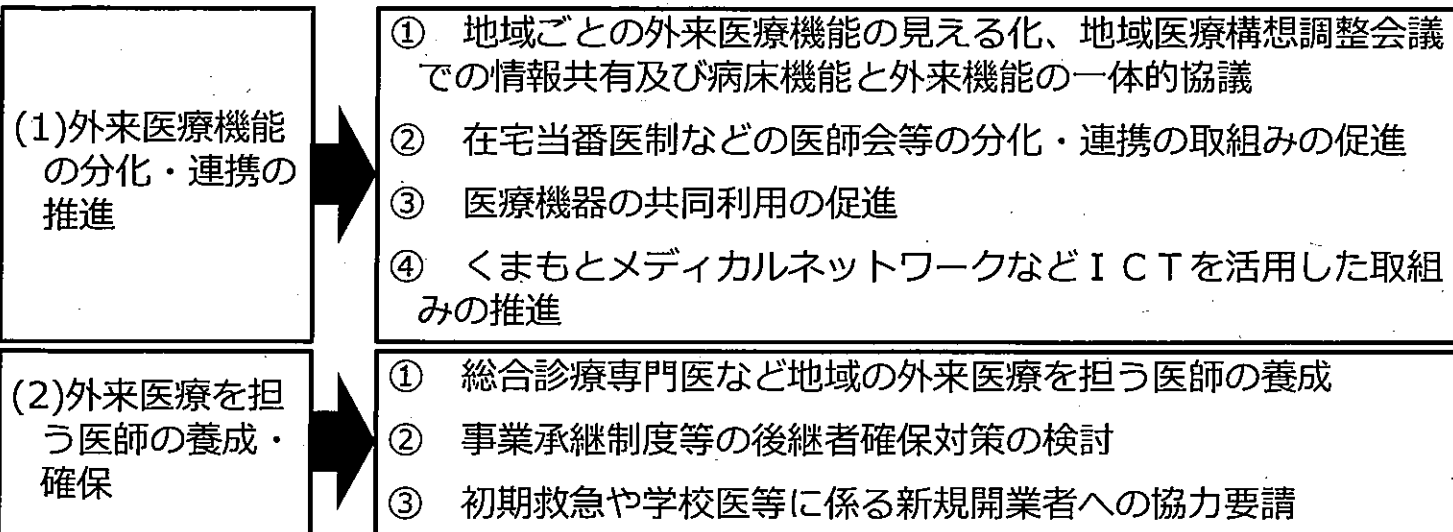 (1)外来医療機能
の分化・連携の
推進
① 地域ごとの外来医療機能の見える化、地域医療構想調整会議
での情報共有及び病床機能と外来機能の一体的協議
② 在宅当番医制などの医師会等の分化・連携の取組みの促進
③ 医療機器の共同利用の促進
④ くまもとメディカルネットワークなどＩＣＴを活用した取組
みの推進
(2)外来医療を担
う医師の養成・
確保
① 総合診療専門医など地域の外来医療を担う医師の養成
② 事業承継制度等の後継者確保対策の検討
③ 初期救急や学校医等に係る新規開業者への協力要請